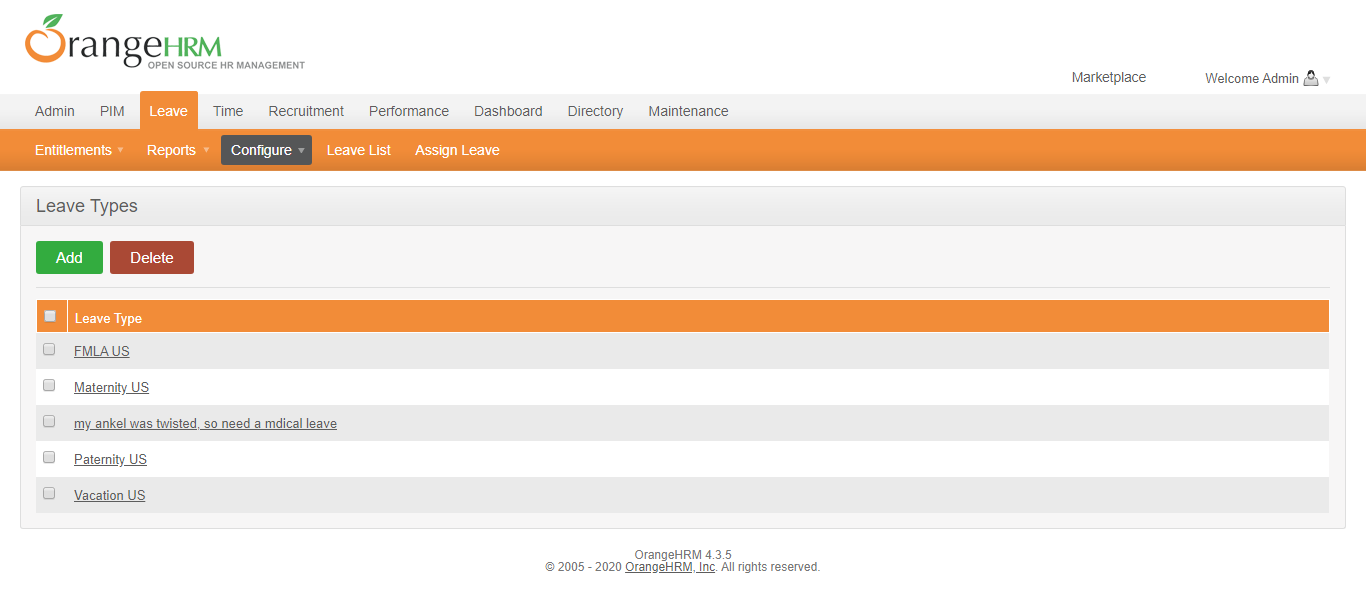 OrangeHRM
OPEN SOURCE HR MANAGEMENT
Marketplace Welcome Admin
Admin PIM Leave Time Recruitment Performance Dashboard Directory Maintenance
Entitlements Reports Configure Leave List Assign Leave
Leave Types
Add Delete
Leave Type
FMLA US
Maternity US
my ankel was twisted, so need a mdical leave
Paternity US
Vacation US
OrangeHRM 4.3.5
© 2005 - 2020 OrangeHRM, Inc. All rights reserved.